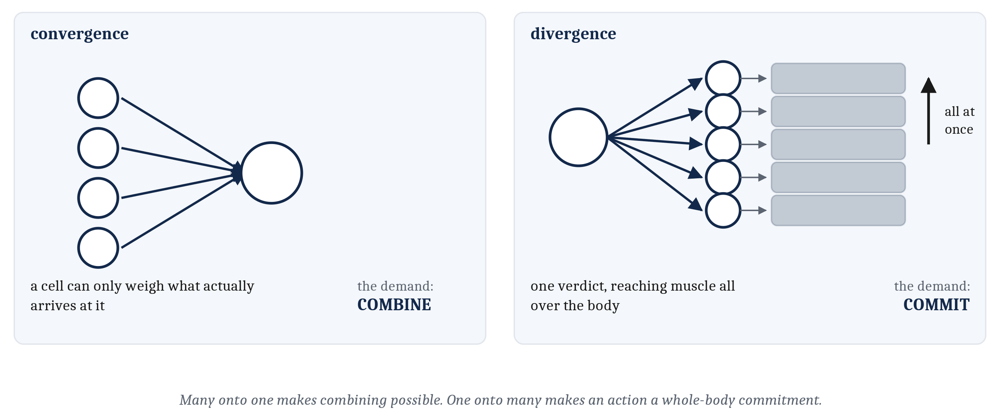 convergence
a cell can only weigh what actually
arrives at it
the demand:
COMBINE
divergence
all at
once
one verdict, reaching muscle all
over the body
the demand:
COMMIT
Many onto one makes combining possible. One onto many makes an action a whole-body commitment.